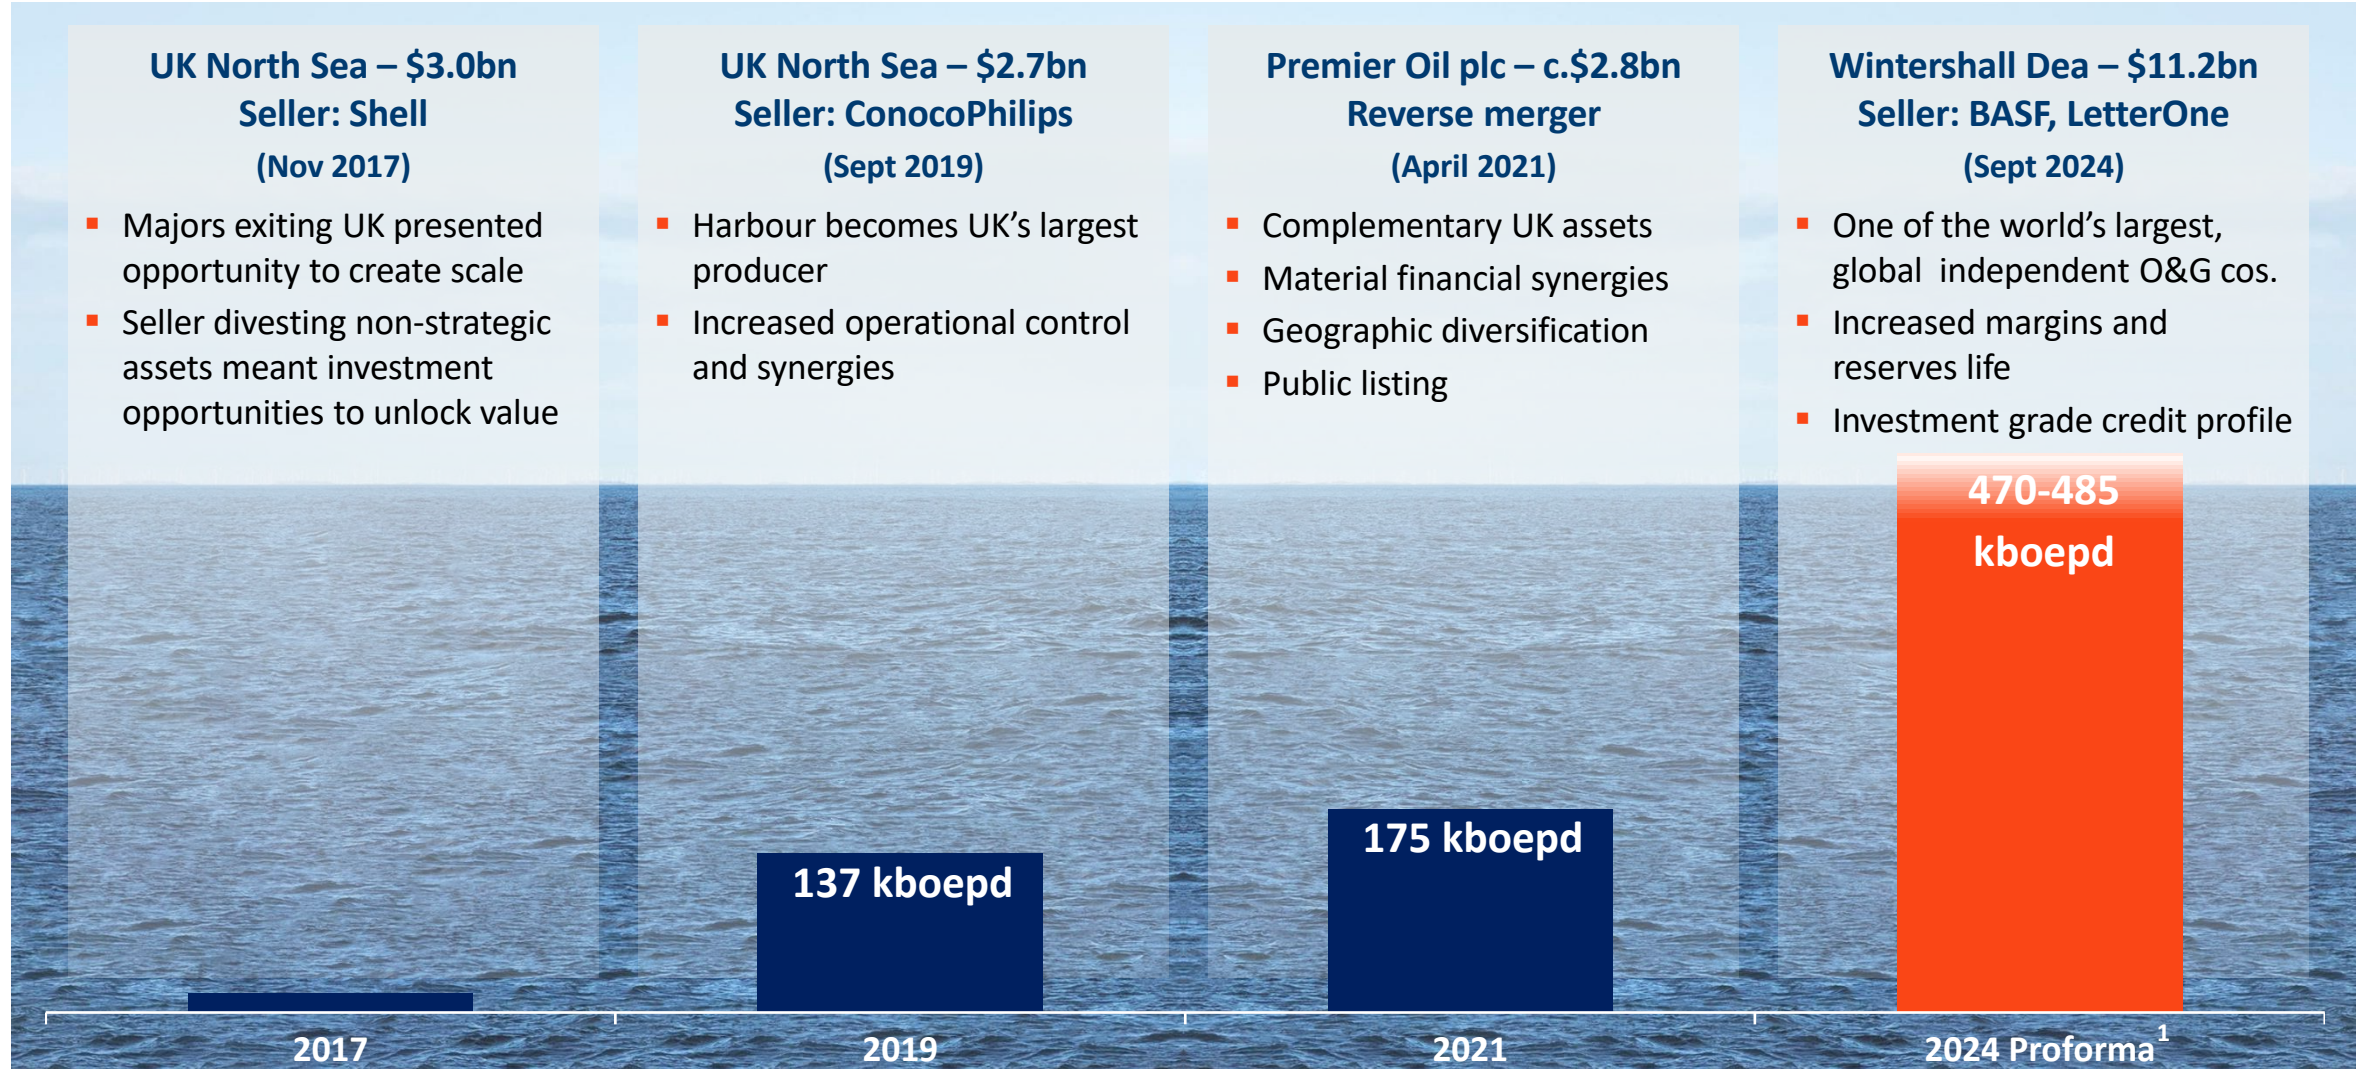 UK North Sea – $3.0bn
Seller: Shell
(Nov 2017)
▪ Majors exiting UK presented
opportunity to create scale
▪ Seller divesting non-strategic
assets meant investment
opportunities to unlock value
UK North Sea – $2.7bn
Seller: ConocoPhilips
(Sept 2019)
▪ Harbour becomes UK’s largest
producer
▪ Increased operational control
and synergies
137 kboepd
Premier Oil plc – c.$2.8bn
Reverse merger
(April 2021)
▪ Complementary UK assets
▪ Material financial synergies
▪ Geographic diversification
▪ Public listing
175 kboepd
Wintershall Dea – $11.2bn
Seller: BASF, LetterOne
(Sept 2024)
▪ One of the world’s largest,
global independent O&G cos.
▪ Increased margins and
reserves life
▪ Investment grade credit profile
470-485
kboepd
2017
2019
2021
2024 Proforma¹